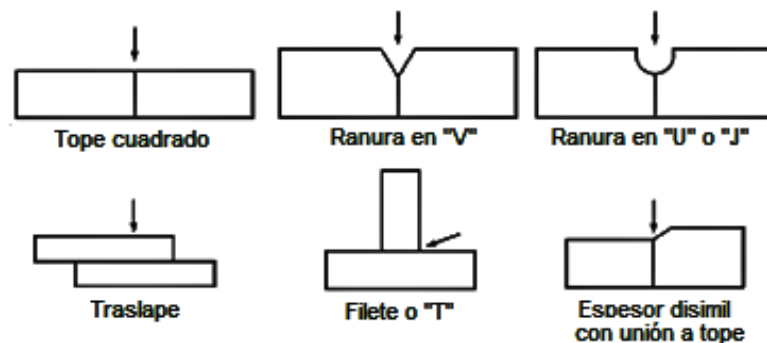 Tope cuadrado
Ranura en "V"
Ranura en "U" o "J"
Traslape
Filete o "T"
Espesor disimil
con unión a tope